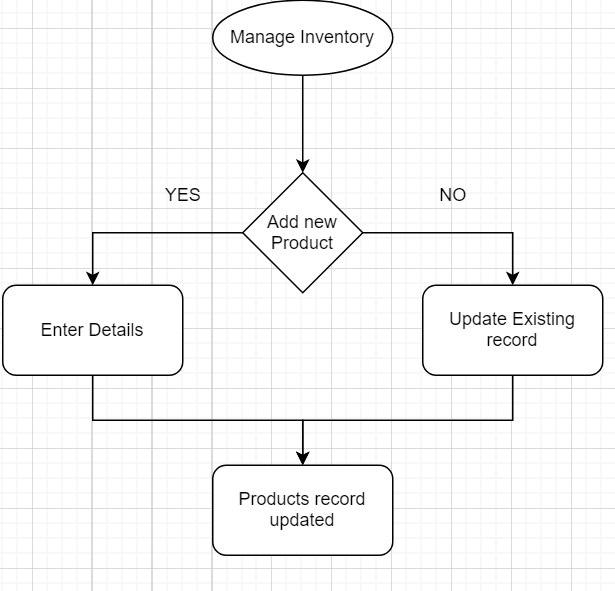 Manage Inventory
YES
NO
Add new
Product
Enter Details
Update Existing
record
Products record
updated